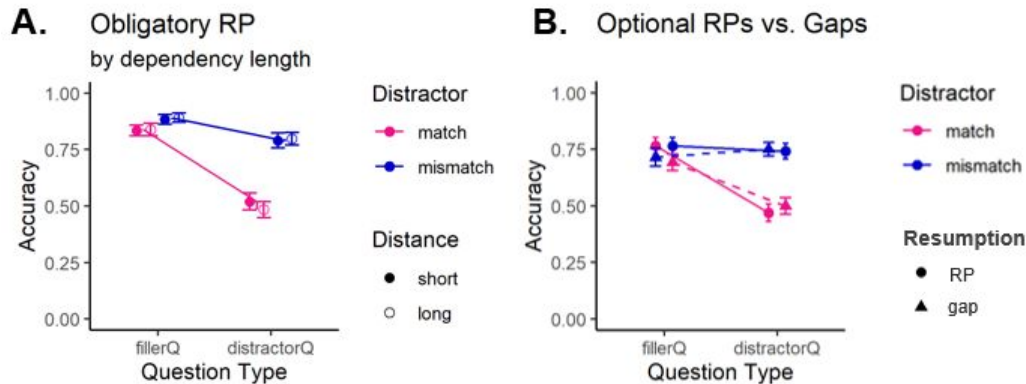 A. Obligatory RP
by dependency length
Accuracy
1.00
0.75
0.50
0.25
0.00
fillerQ distractorQ
Question Type
Distractor
match
mismatch
Distance
short
long
B. Optional RPs vs. Gaps
Accuracy
1.00
0.75
0.50
0.25
0.00
fillerQ distractorQ
Question Type
Distractor
match
mismatch
Resumption
RP
gap